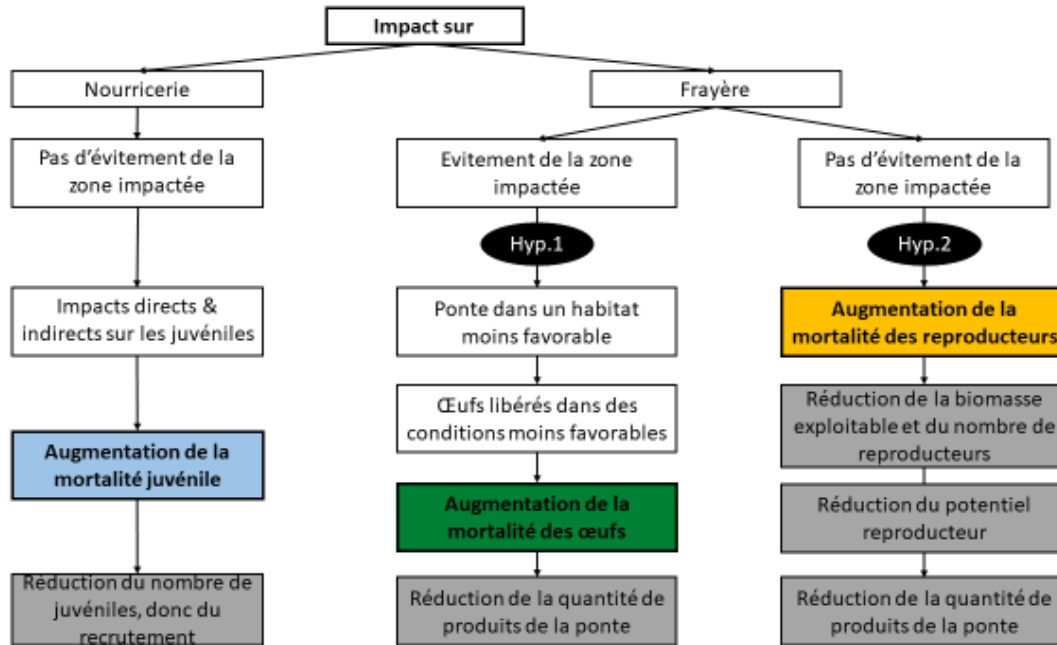 Impact sur
Nourricerie
Frayère
Pas d'évitement de la
zone impactée
Evitement de la zone
impactée
Pas d'évitement de la
zone impactée
Hyp.1
Hyp.2
Impacts directs &
indirects sur les juvéniles
Ponte dans un habitat
moins favorable
Augmentation de la
mortalité des reproducteurs
Œufs libérés dans des
conditions moins favorables
Réduction de la biomasse
exploitable et du nombre de
reproducteurs
Augmentation de la
mortalité juvénile
Augmentation de la
mortalité des œufs
Réduction du potentiel
reproducteur
Réduction du nombre de
juvéniles, donc du
recrutement
Réduction de la quantité de
produits de la ponte
Réduction de la quantité de
produits de la ponte